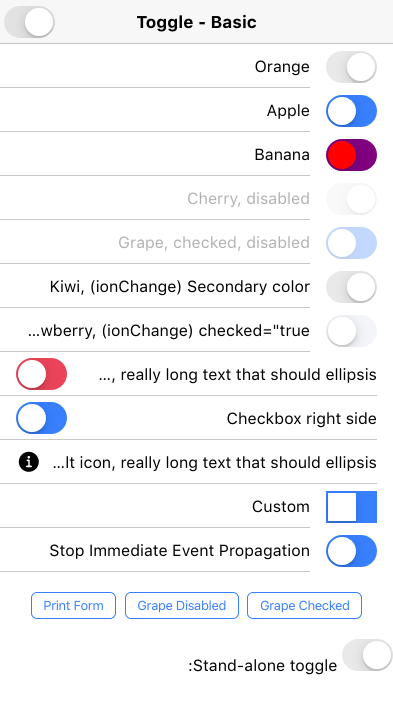 Toggle - Basic
Orange
Apple
Banana
Cherry, disabled
Grape, checked, disabled
Kiwi, (ionChange) Secondary color
...wberry, (ionChange) checked="true
..., really long text that should ellipsis
Checkbox right side
...lt icon, really long text that should ellipsis
Custom
Stop Immediate Event Propagation
Print Form Grape Disabled Grape Checked
:Stand-alone toggle